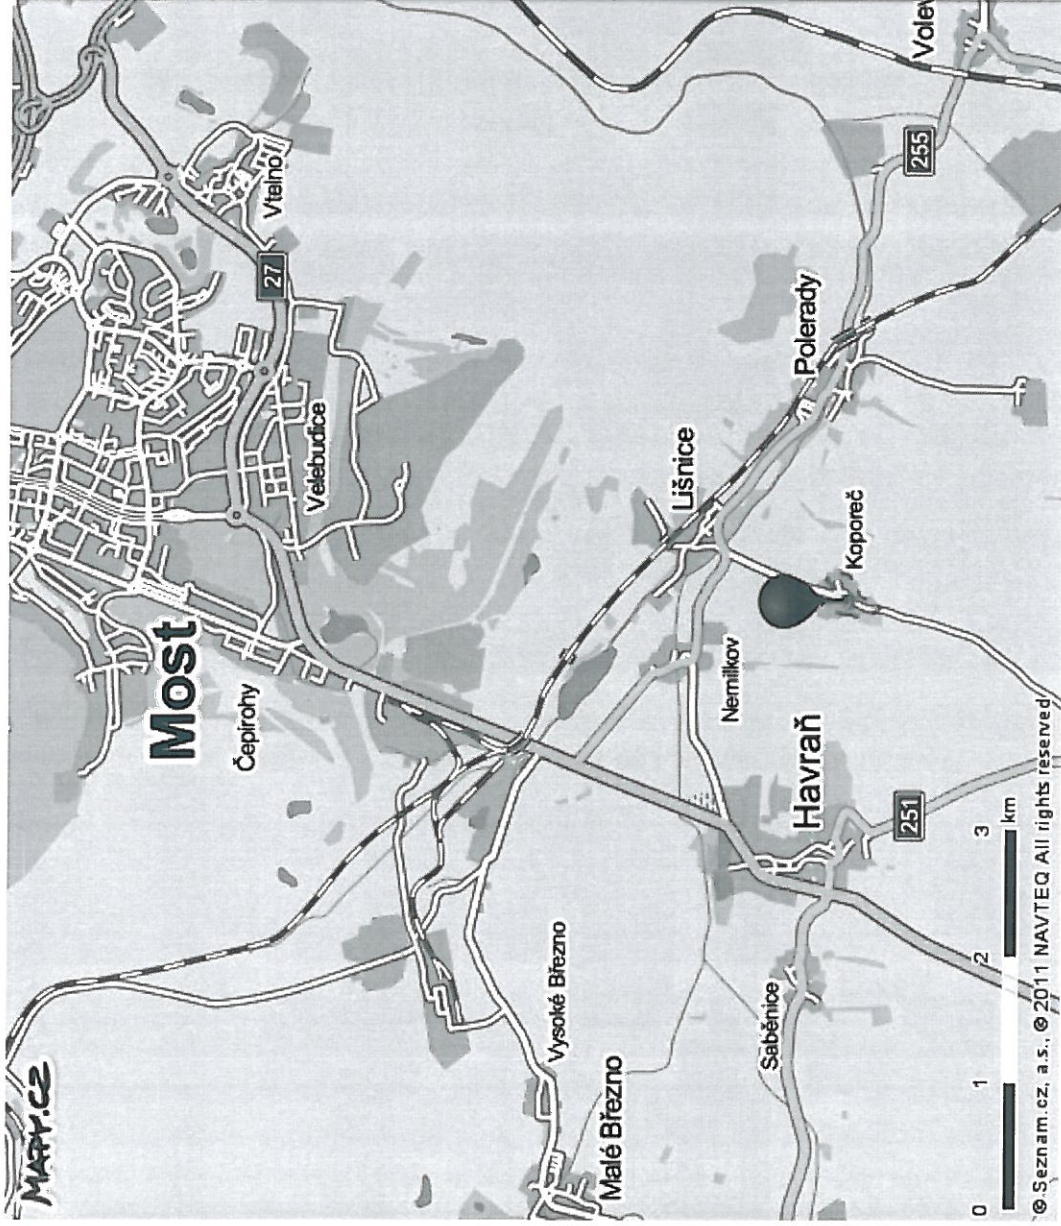 MAPY.CZ
Most
Čepirohy
Velebudice
27
Vtelno
Vysoké Březno
Malé Březno
Lišnice
Polerady
255
Nemilkov
Koporeč
Havraň
251
Saběnice
0 1 2 3 km
© Seznam.cz, a.s., © 2011 NAVTEQ All rights reserved